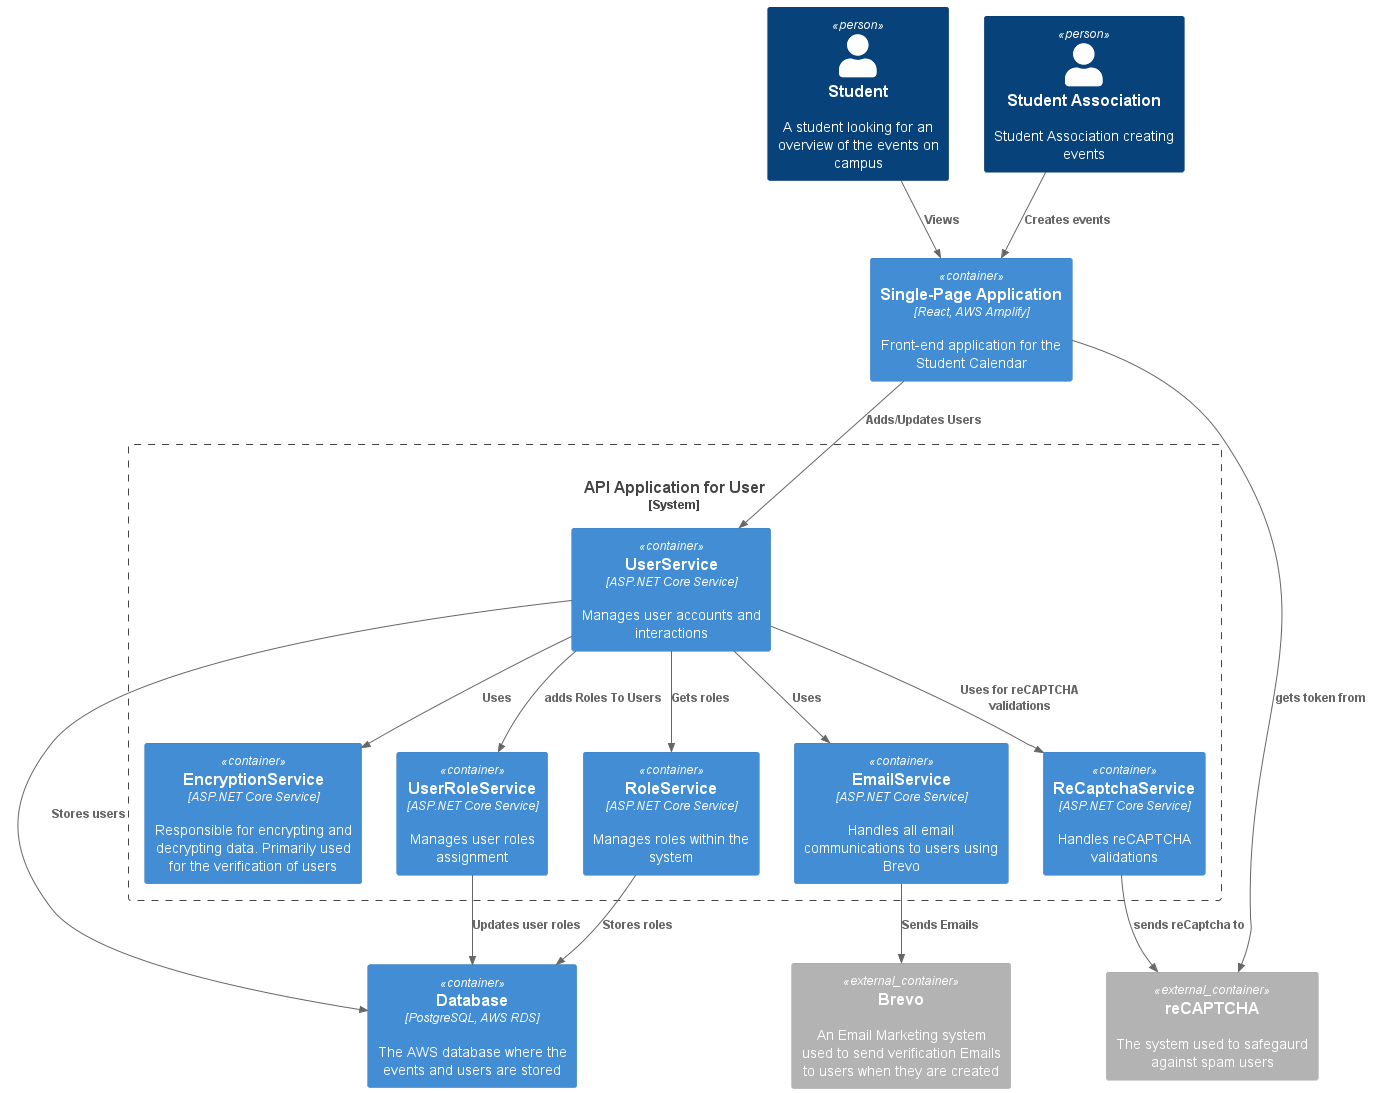 «person»
Student
A student looking for an
overview of the events on
campus
«person»
Student Association
Student Association creating
events
Views
Creates events
«container»
Single-Page Application
[React, AWS Amplify]
Front-end application for the
Student Calendar
Adds/Updates Users
API Application for User
[System]
«container»
UserService
[ASP.NET Core Service]
Manages user accounts and
interactions
Uses
adds Roles To Users
Gets roles
Uses
Uses for reCAPTCHA
validations
gets token from
Stores users
«container»
EncryptionService
[ASP.NET Core Service]
Responsible for encrypting and
decrypting data. Primarily used
for the verification of users
«container»
UserRoleService
[ASP.NET Core Service]
Manages user roles
assignment
«container»
RoleService
[ASP.NET Core Service]
Manages roles within the
system
«container»
EmailService
[ASP.NET Core Service]
Handles all email
communications to users using
Brevo
«container»
ReCaptchaService
[ASP.NET Core Service]
Handles reCAPTCHA
validations
Updates user roles
Stores roles
Sends Emails
sends reCaptcha to
«container»
Database
[PostgreSQL, AWS RDS]
The AWS database where the
events and users are stored
«external_container»
Brevo
An Email Marketing system
used to send verification Emails
to users when they are created
«external_container»
reCAPTCHA
The system used to safegaurd
against spam users